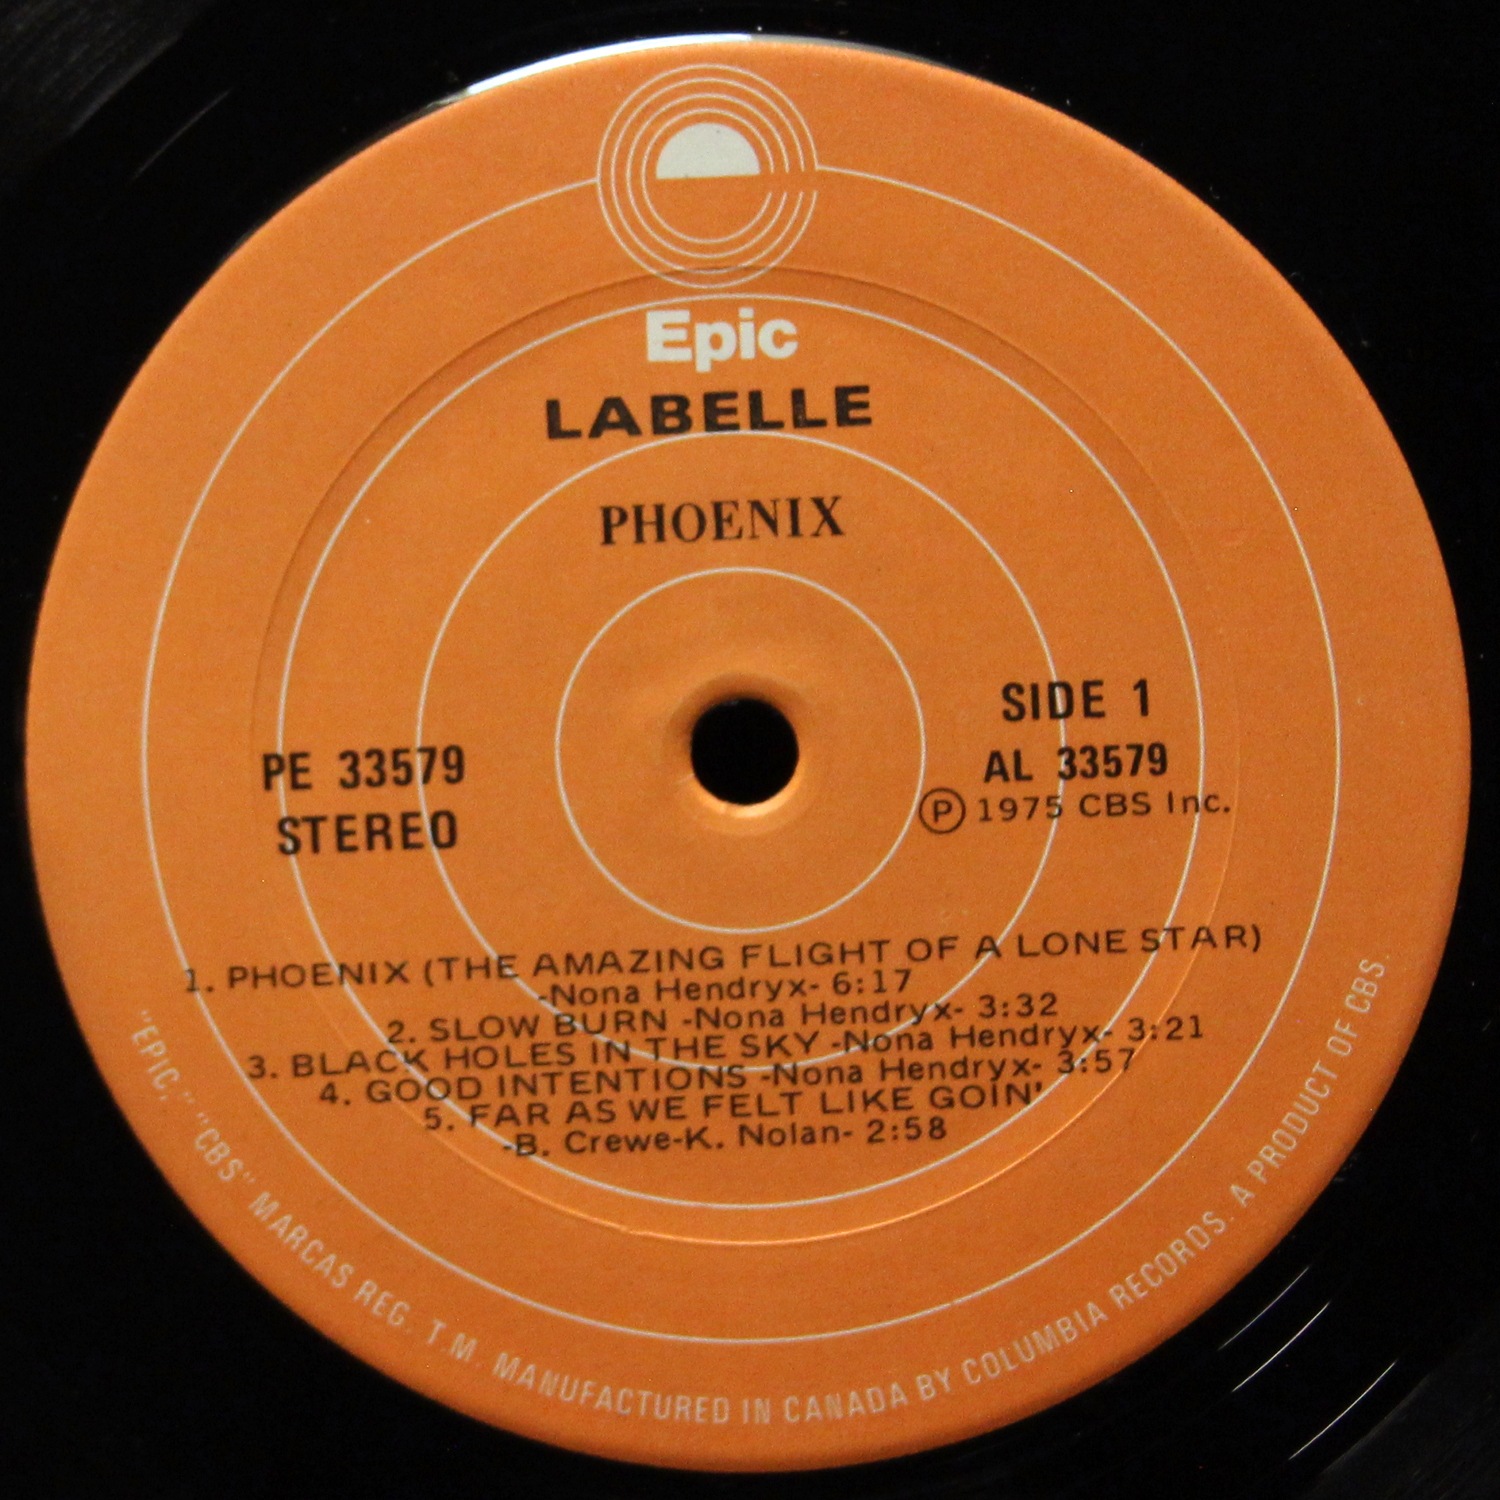 Epic
LABELLE
PHOENIX
SIDE 1
PE 33579
AL 33579
STEREO
Ⓟ 1975 CBS Inc.
1. PHOENIX (THE AMAZING FLIGHT OF A LONE STAR)
-Nona Hendryx- 6:17
2. SLOW BURN -Nona Hendryx- 3:32
3. BLACK HOLES IN THE SKY -Nona Hendryx- 3:21
4. GOOD INTENTIONS -Nona Hendryx- 3:57
5. FAR AS WE FELT LIKE GOIN'
-B. Crewe-K. Nolan- 2:58
"EPIC," "CBS" MARCAS REG. T.M. MANUFACTURED IN CANADA BY COLUMBIA RECORDS. A PRODUCT OF CBS.